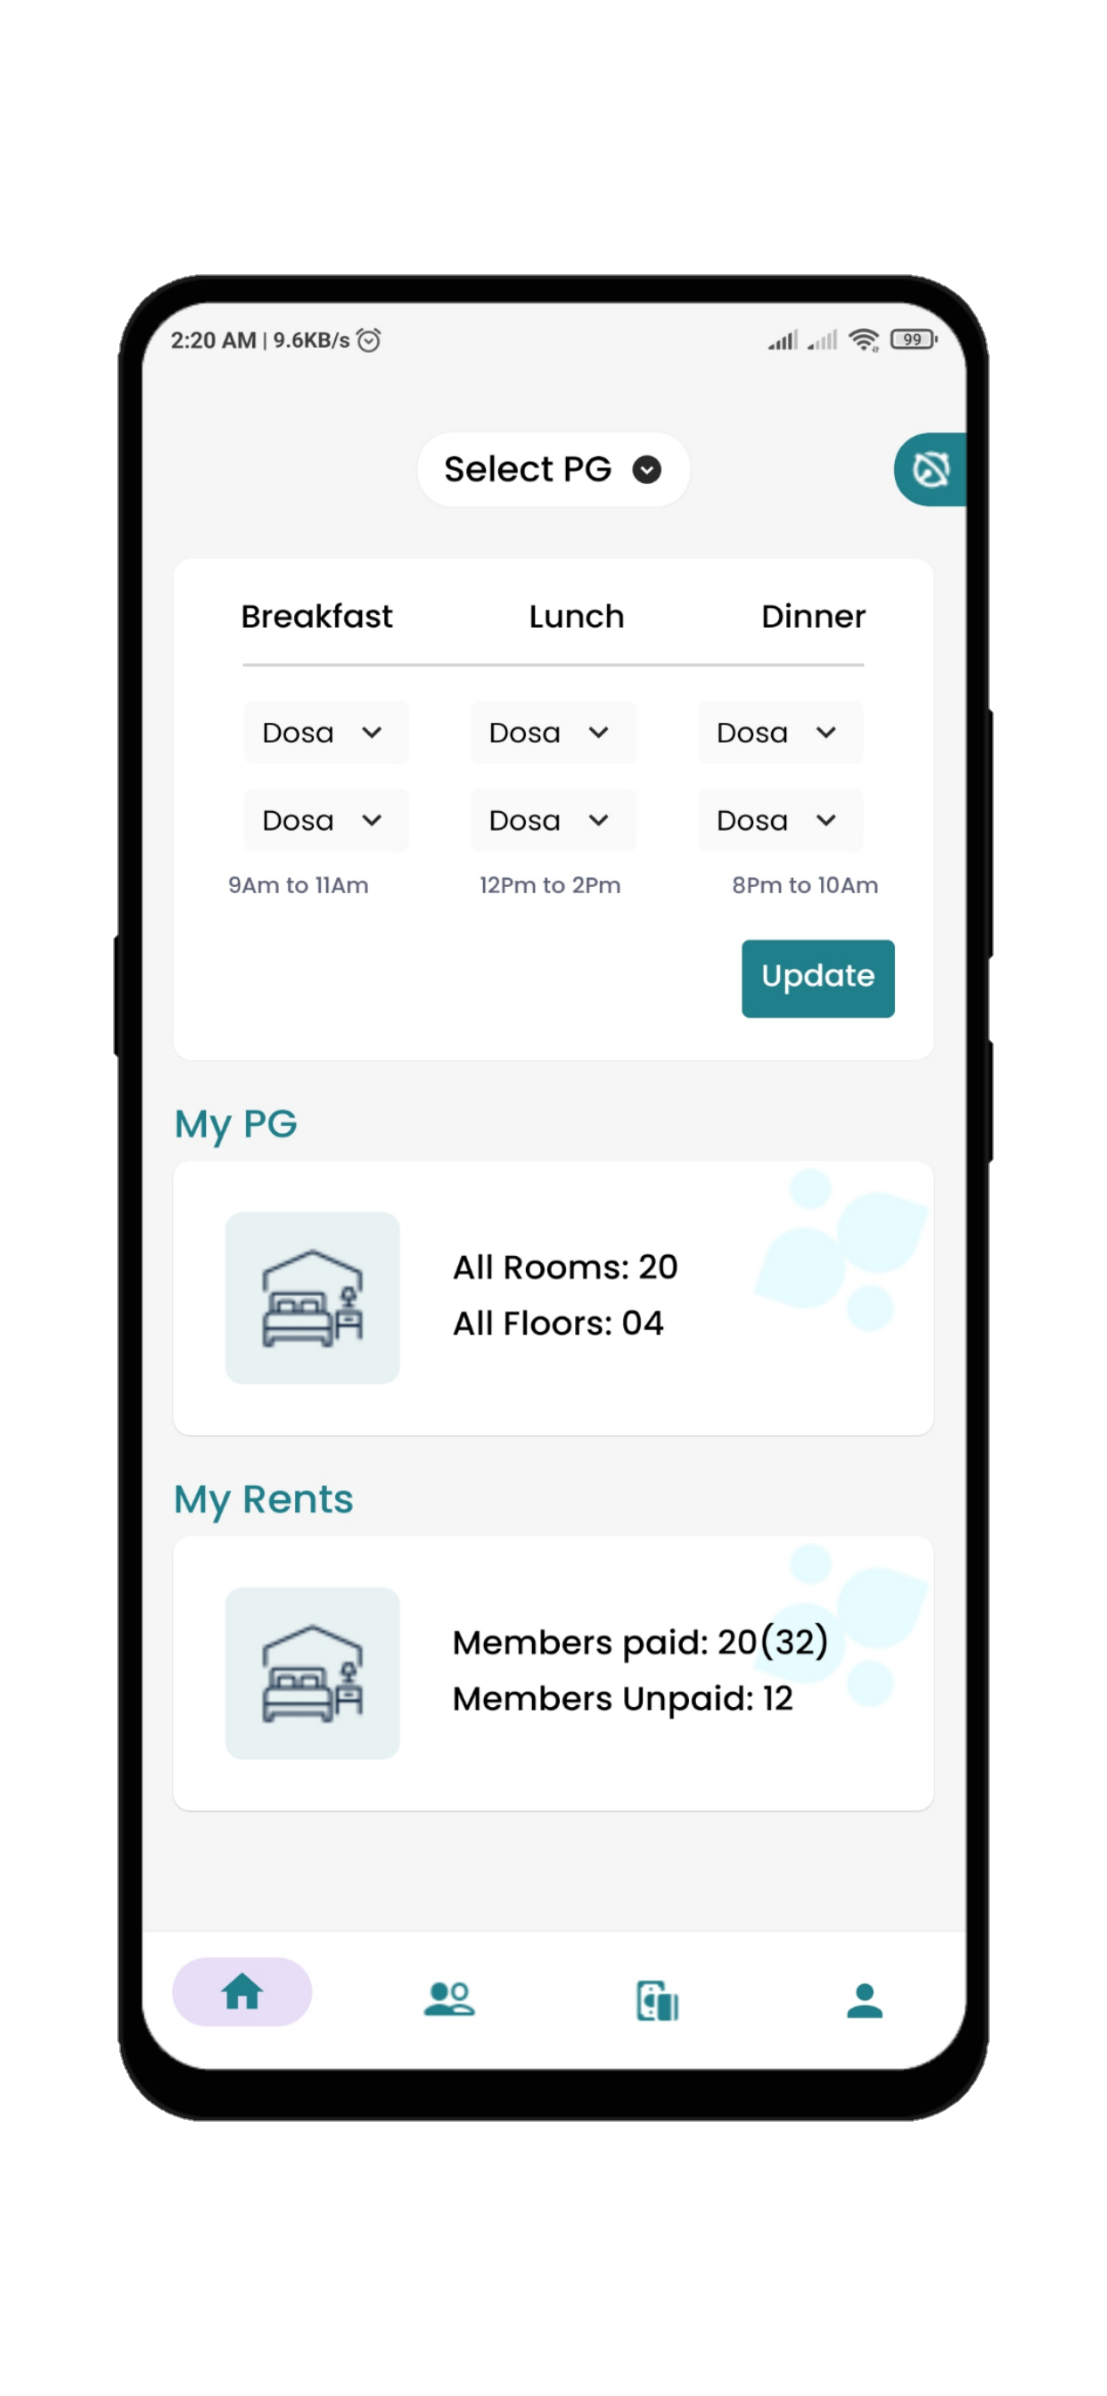 2:20 AM | 9.6KB/s
99
Select PG
Breakfast Lunch Dinner
Dosa Dosa Dosa
Dosa Dosa Dosa
9Am to 11Am 12Pm to 2Pm 8Pm to 10Am
Update
My PG
All Rooms: 20
All Floors: 04
My Rents
Members paid: 20(32)
Members Unpaid: 12